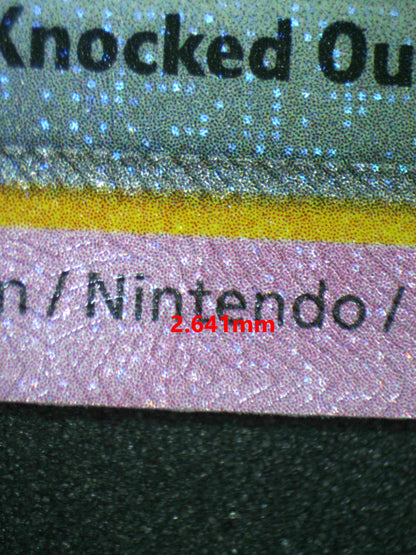 Knocked Ou
n / Nintendo /
2.641mm